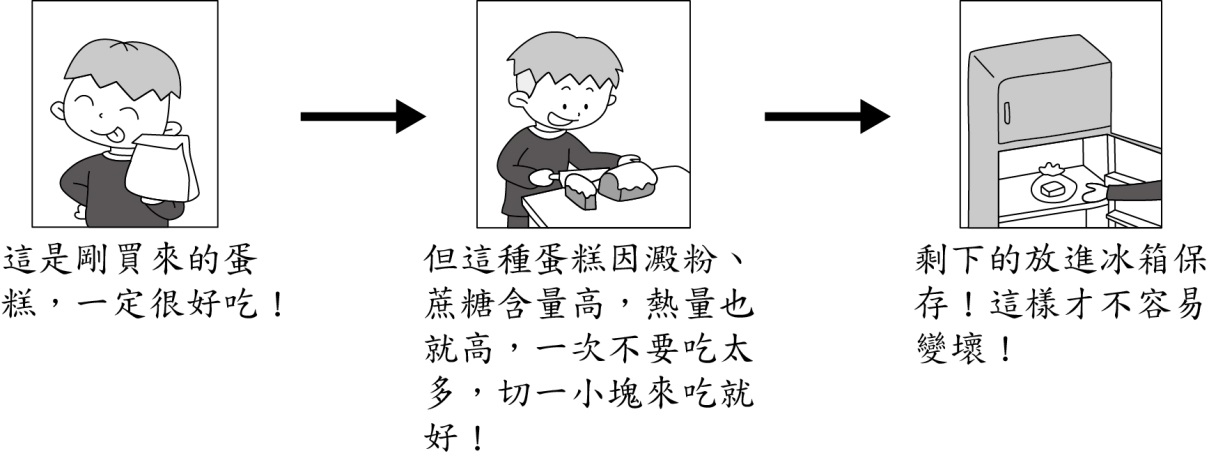 這是剛買來的蛋
糕，一定很好吃！
但這種蛋糕因澱粉、
蔗糖含量高，熱量也
就高，一次不要吃太
多，切一小塊來吃就
好！
剩下的放進冰箱保
存！這樣才不容易
變壞！